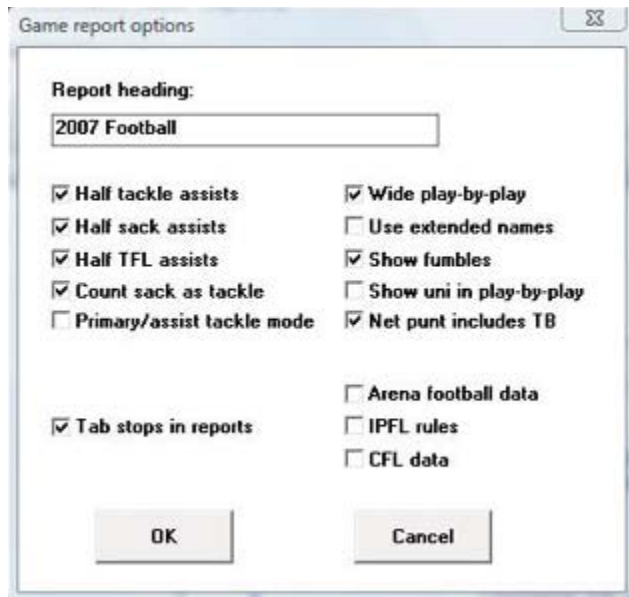 Game report options
Report heading:
2007 Football
Half tackle assists
Half sack assists
Half TFL assists
Count sack as tackle
Primary/assist tackle mode
Wide play-by-play
Use extended names
Show fumbles
Show uni in play-by-play
Net punt includes TB
Tab stops in reports
Arena football data
IPFL rules
CFL data
OK
Cancel